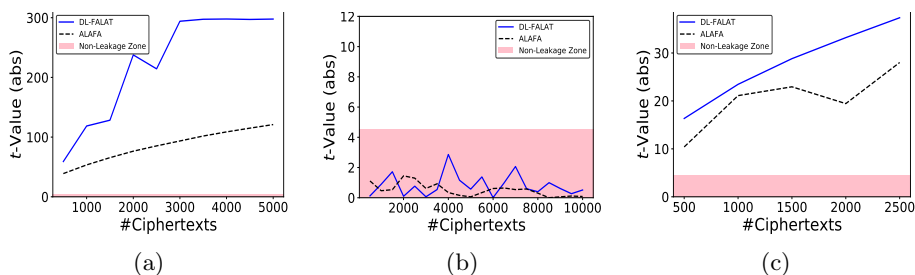 DL-FALAT
ALAFA
Non-Leakage Zone
t-Value (abs)
300
200
100
0
1000 2000 3000 4000 5000
#Ciphertexts
(a)
DL-FALAT
ALAFA
Non-Leakage Zone
t-Value (abs)
12
10
8
6
4
2
0
2000 4000 6000 8000 10000
#Ciphertexts
(b)
DL-FALAT
ALAFA
Non-Leakage Zone
t-Value (abs)
30
20
10
0
500 1000 1500 2000 2500
#Ciphertexts
(c)